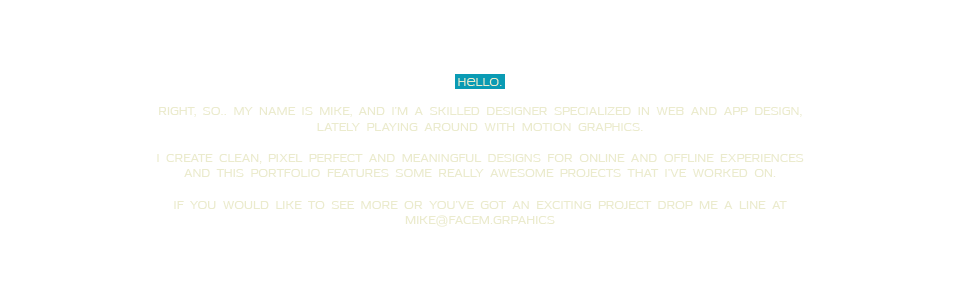 Hello.
RIGHT, SO.. MY NAME IS MIKE, AND I'M A SKILLED DESIGNER SPECIALIZED IN WEB AND APP DESIGN,
LATELY PLAYING AROUND WITH MOTION GRAPHICS.
I CREATE CLEAN, PIXEL PERFECT AND MEANINGFUL DESIGNS FOR ONLINE AND OFFLINE EXPERIENCES
AND THIS PORTFOLIO FEATURES SOME REALLY AWESOME PROJECTS THAT I'VE WORKED ON.
IF YOU WOULD LIKE TO SEE MORE OR YOU'VE GOT AN EXCITING PROJECT DROP ME A LINE AT
MIKE@FACEM.GRPAHICS